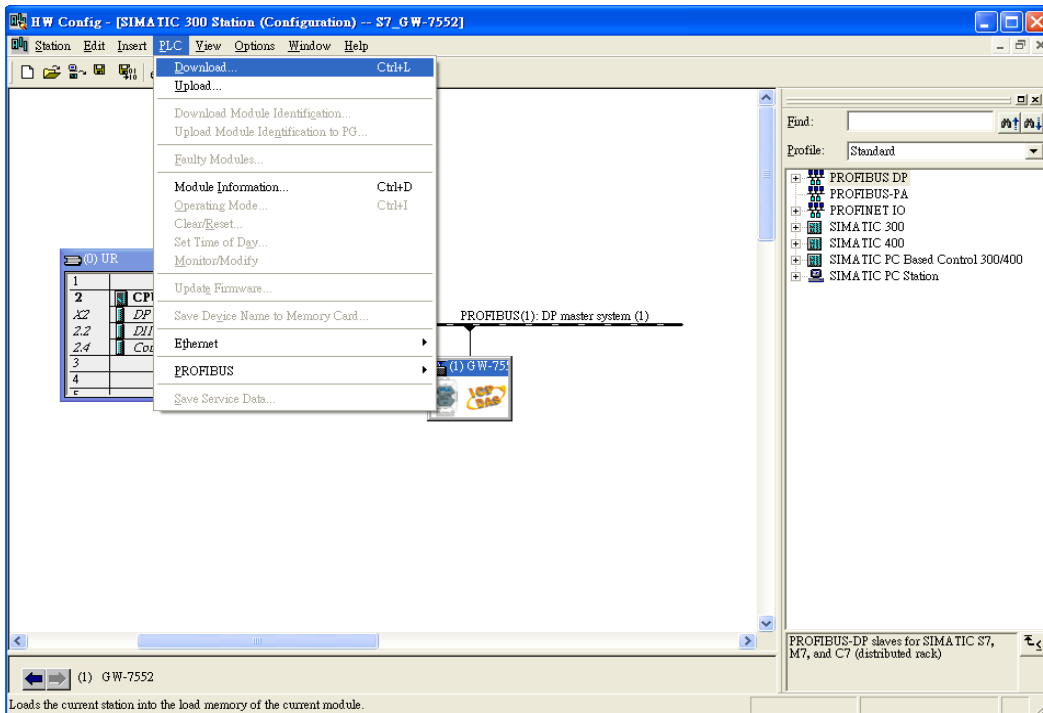 HW Config - [SIMATIC 300 Station (Configuration) -- S7_GW-7552]
Station Edit Insert PLC View Options Window Help
Download... Ctrl+L
Upload...
Download Module Identification...
Upload Module Identification to PG...
Faulty Modules...
Module Information... Ctrl+D
Operating Mode... Ctrl+I
Clear/Reset...
Set Time of Day...
Monitor/Modify
Update Firmware...
Save Device Name to Memory Card...
Ethernet
PROFIBUS
Save Service Data...
(0) UR
1
2 CPU
X2 DP
2.2 DI
2.4 Cou
3
4
5
PROFIBUS(1): DP master system (1)
(1) GW-755
ICP
DAS
Find:
Profile: Standard
PROFIBUS DP
PROFIBUS-PA
PROFINET IO
SIMATIC 300
SIMATIC 400
SIMATIC PC Based Control 300/400
SIMATIC PC Station
PROFIBUS-DP slaves for SIMATIC S7,
M7, and C7 (distributed rack)
(1) GW-7552
Loads the current station into the load memory of the current module.